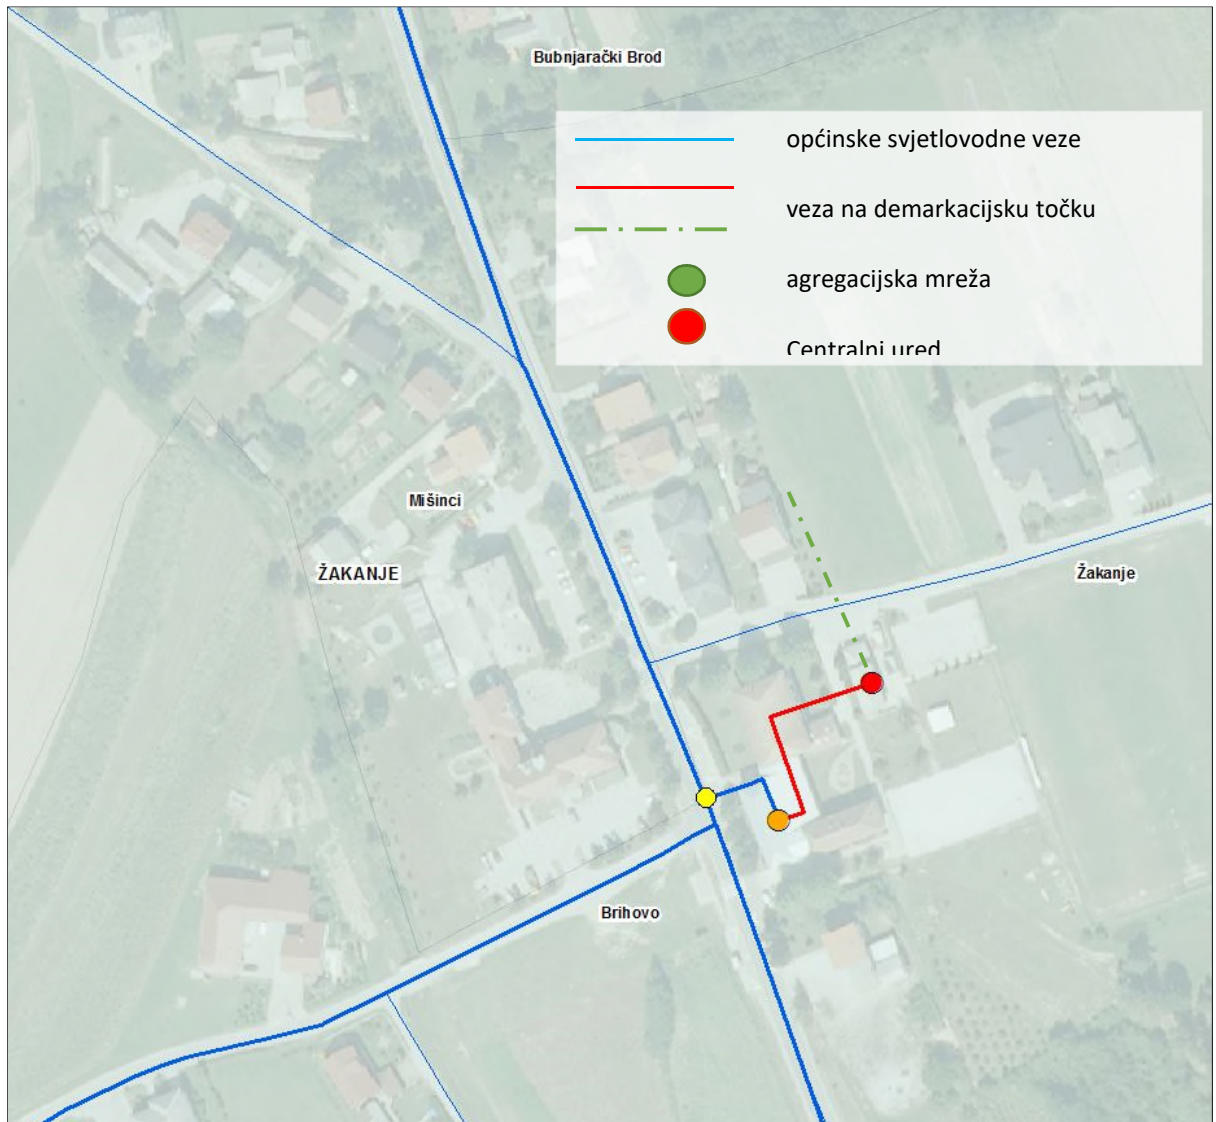 Bubnjarački Brod
općinske svjetlovodne veze
veza na demarkacijsku točku
agregacijska mreža
Centralni ured
Mišinci
ŽAKANJE
Žakanje
Brihovo